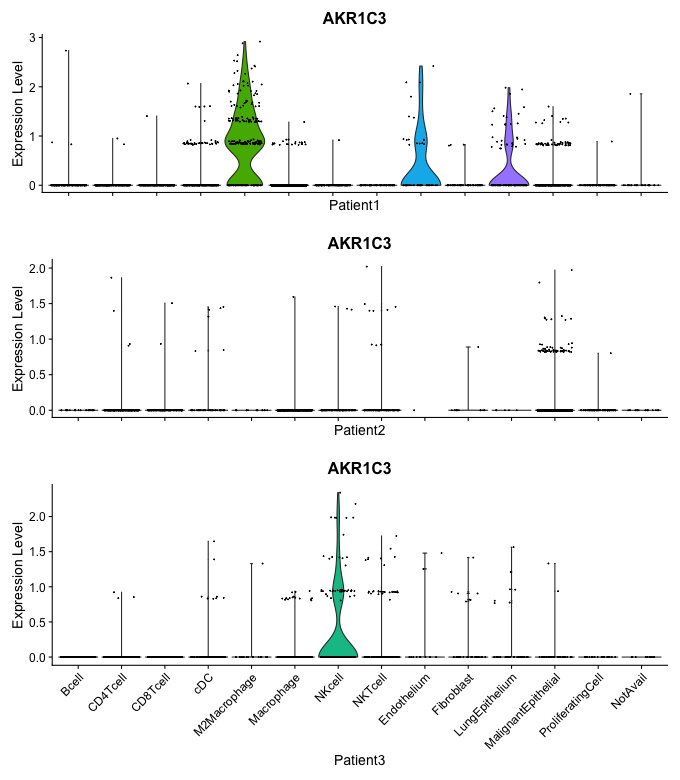 AKR1C3
Expression Level
3
2
1
0
Patient1
AKR1C3
Expression Level
2.0
1.5
1.0
0.5
0.0
Patient2
AKR1C3
Expression Level
2.0
1.5
1.0
0.5
0.0
Bcell
CD4Tcell
CD8Tcell
cDC
M2Macrophage
Macrophage
NKcell
NKTcell
Endothelium
Fibroblast
LungEpithelium
MalignantEpithelial
ProliferatingCell
NotAvail
Patient3